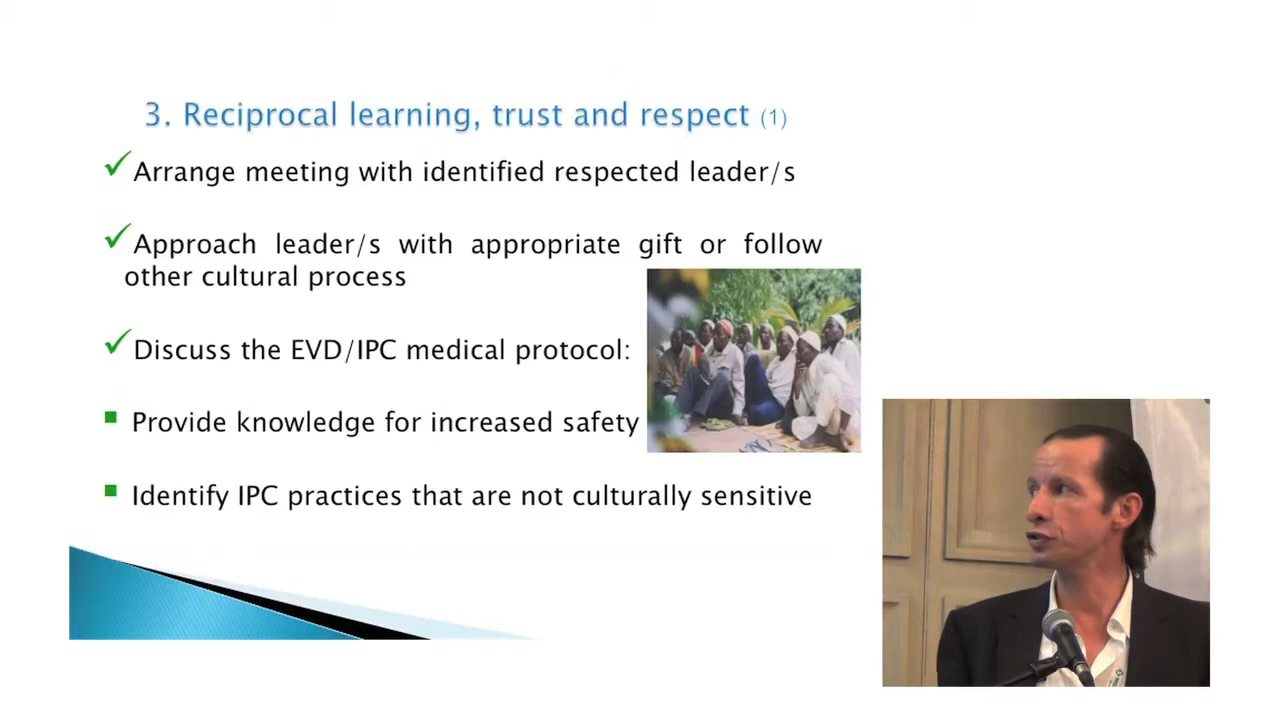 3. Reciprocal learning, trust and respect (1)
Arrange meeting with identified respected leader/s
Approach leader/s with appropriate gift or follow
other cultural process
Discuss the EVD/IPC medical protocol:
Provide knowledge for increased safety
Identify IPC practices that are not culturally sensitive